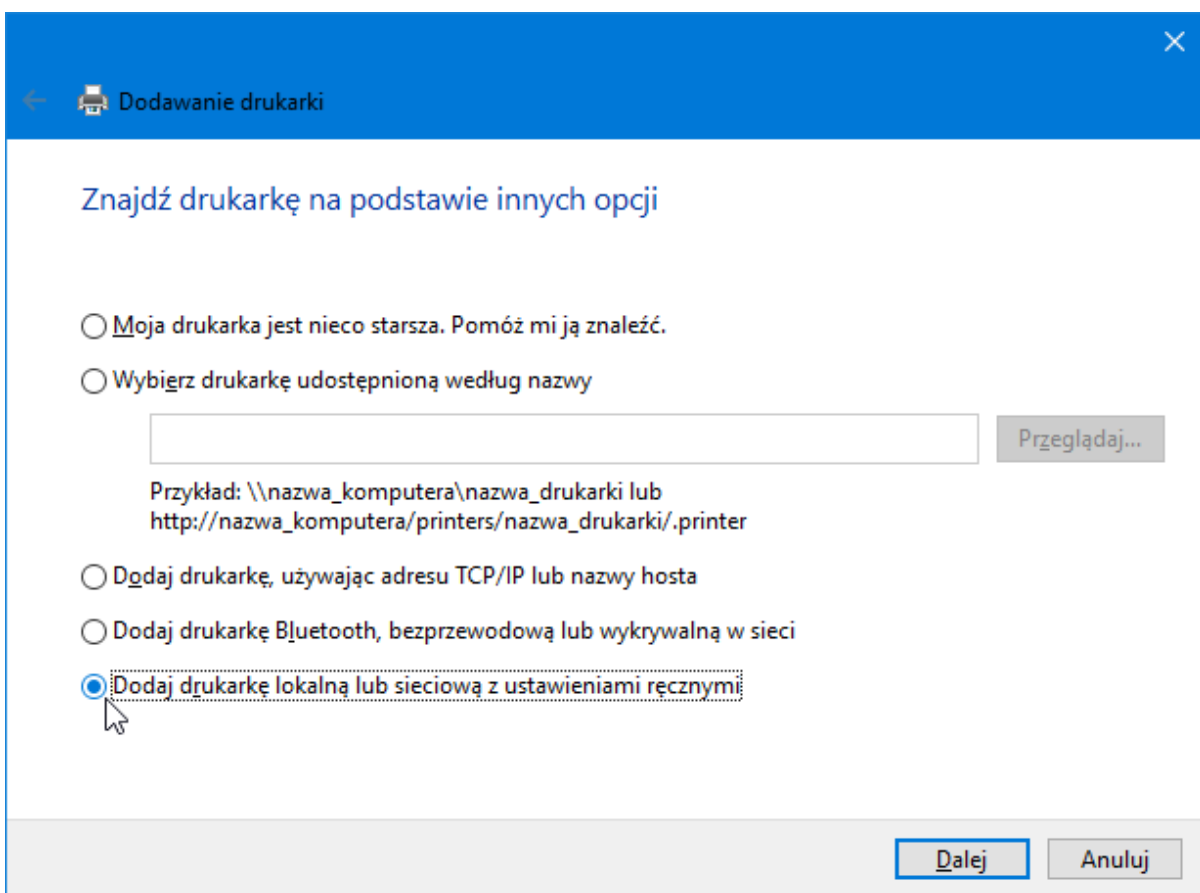 Dodawanie drukarki
Znajdź drukarkę na podstawie innych opcji
Moja drukarka jest nieco starsza. Pomóż mi ją znaleźć.
Wybierz drukarkę udostępnioną według nazwy
Przeglądaj...
Przykład: \\nazwa_komputera\nazwa_drukarki lub
http://nazwa_komputera/printers/nazwa_drukarki/.printer
Dodaj drukarkę, używając adresu TCP/IP lub nazwy hosta
Dodaj drukarkę Bluetooth, bezprzewodową lub wykrywalną w sieci
Dodaj drukarkę lokalną lub sieciową z ustawieniami ręcznymi
Dalej
Anuluj